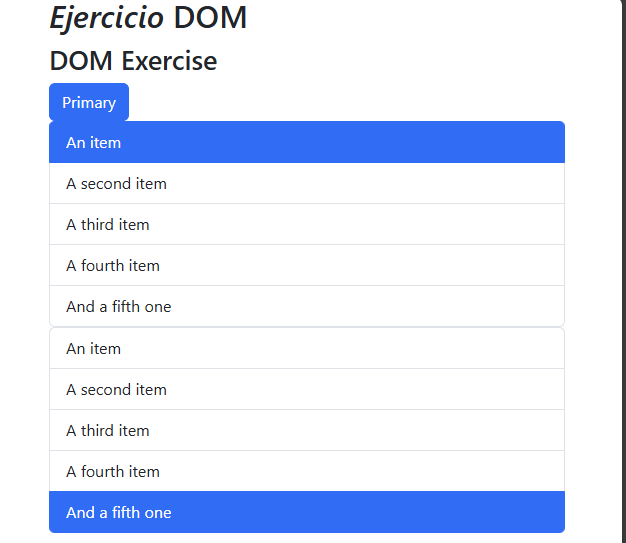 Ejercicio DOM
DOM Exercise
Primary
An item
A second item
A third item
A fourth item
And a fifth one
An item
A second item
A third item
A fourth item
And a fifth one